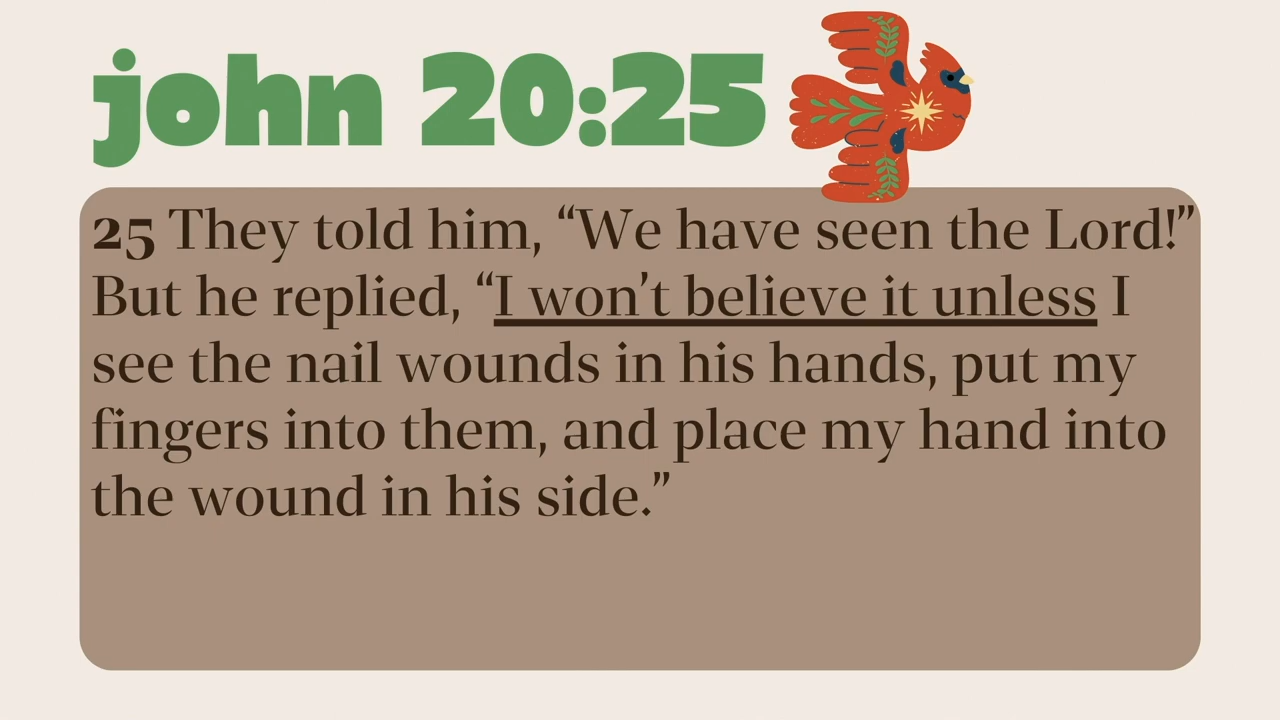 john 20:25
25 They told him, “We have seen the Lord!”
But he replied, “I won’t believe it unless I
see the nail wounds in his hands, put my
fingers into them, and place my hand into
the wound in his side.”